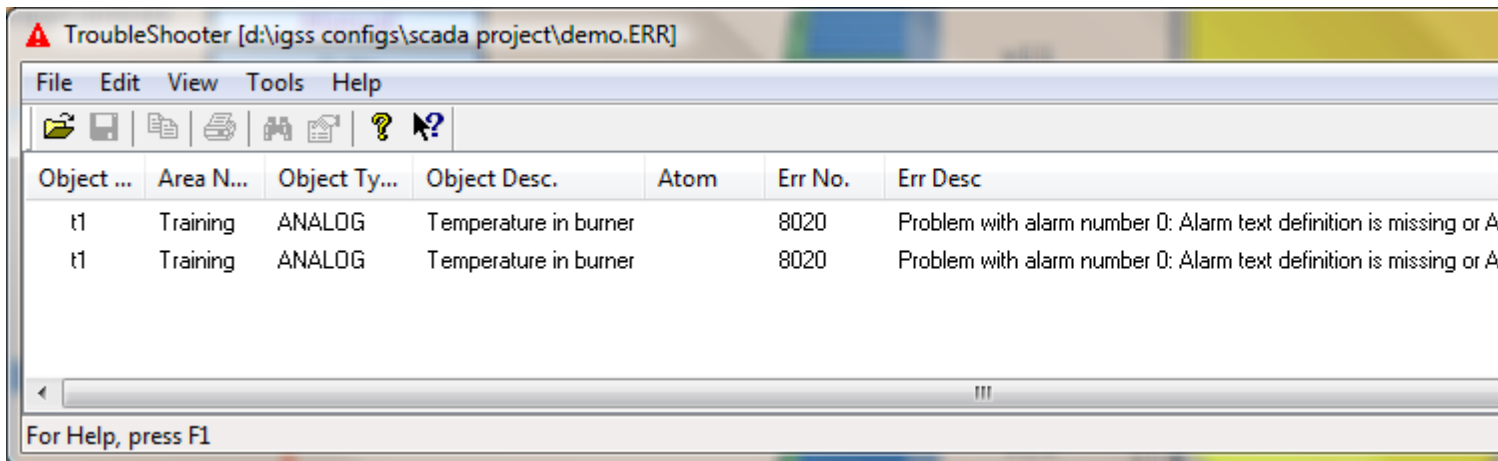 TroubleShooter [d:\igss configs\scada project\demo.ERR]
File Edit View Tools Help
Object ... Area N... Object Ty... Object Desc. Atom Err No. Err Desc
t1 Training ANALOG Temperature in burner 8020 Problem with alarm number 0: Alarm text definition is missing or A
t1 Training ANALOG Temperature in burner 8020 Problem with alarm number 0: Alarm text definition is missing or A
For Help, press F1